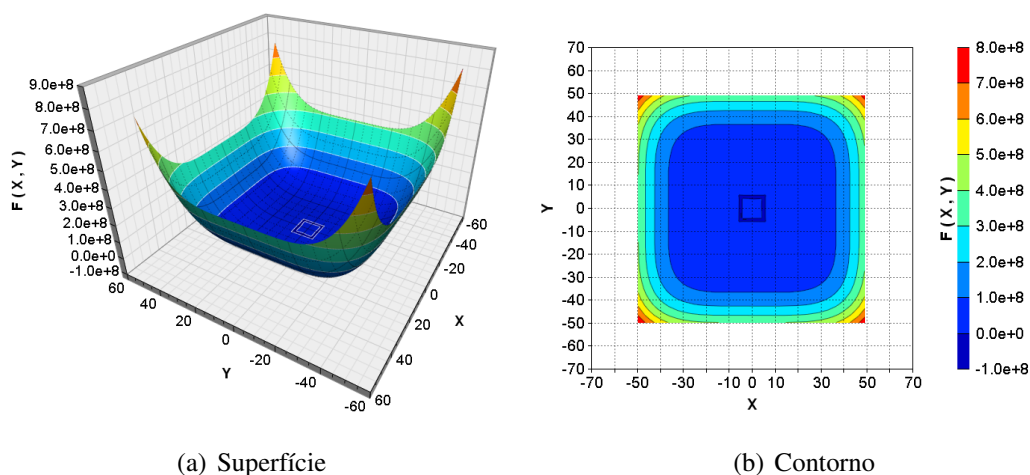 9.0e+8
8.0e+8
7.0e+8
6.0e+8
5.0e+8
4.0e+8
3.0e+8
2.0e+8
1.0e+8
0.0e+0
-1.0e+8
F ( X , Y )
60
40
20
0
-20
-40
-60
Y
60
40
20
0
-20
-40
-60
X
(a) Superfície
70
60
50
40
30
20
10
0
-10
-20
-30
-40
-50
-60
-70
Y
-70 -50 -30 -10 0 10 30 50 70
X
F ( X , Y )
8.0e+8
7.0e+8
6.0e+8
5.0e+8
4.0e+8
3.0e+8
2.0e+8
1.0e+8
0.0e+0
-1.0e+8
(b) Contorno